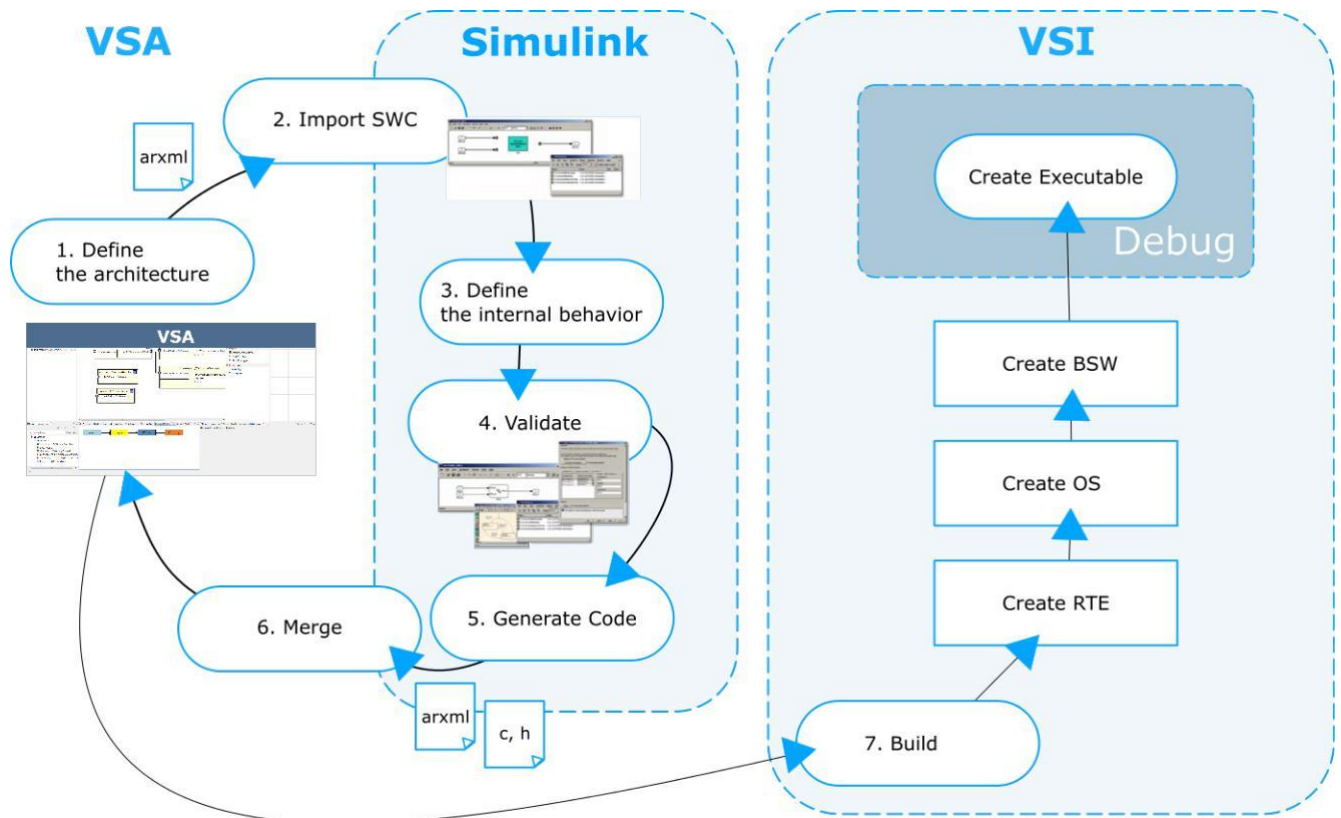 VSA
Simulink
VSI
2. Import SWC
arxml
1. Define
the architecture
3. Define
the internal behavior
VSA
4. Validate
5. Generate Code
6. Merge
arxml
c, h
7. Build
Create Executable
Debug
Create BSW
Create OS
Create RTE